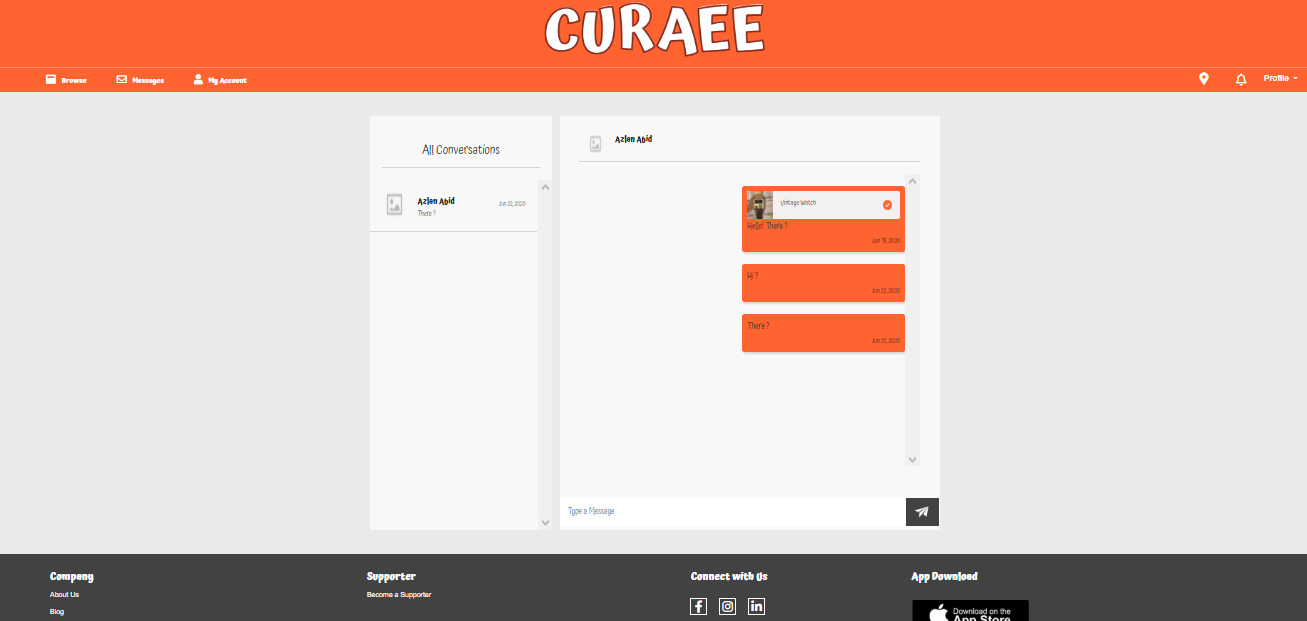 CURAEE
Browse
Messages
My Account
Profile
All Conversations
Azlan Abid
Jun 22, 2020
There ?
Azlan Abid
Vintage Watch
Hello! There ?
Jun 15, 2020
Hi ?
Jun 22, 2020
There ?
Jun 22, 2020
Type a Message
Company
About Us
Blog
Supporter
Become a Supporter
Connect with Us
App Download
Download on the
App Store